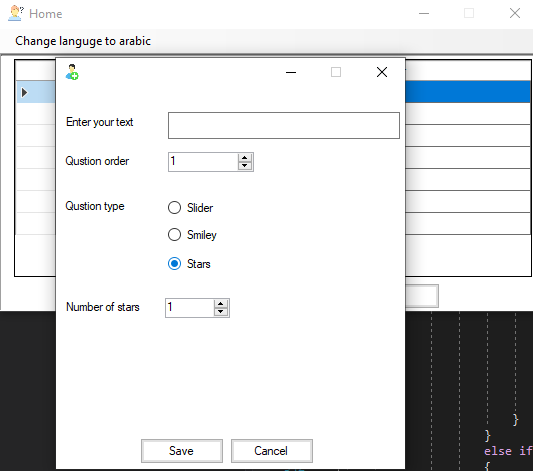 Home
Change languge to arabic
Enter your text
Qustion order
1
Qustion type
Slider
Smiley
Stars
Number of stars
1
Save
Cancel
}
}
else if
{